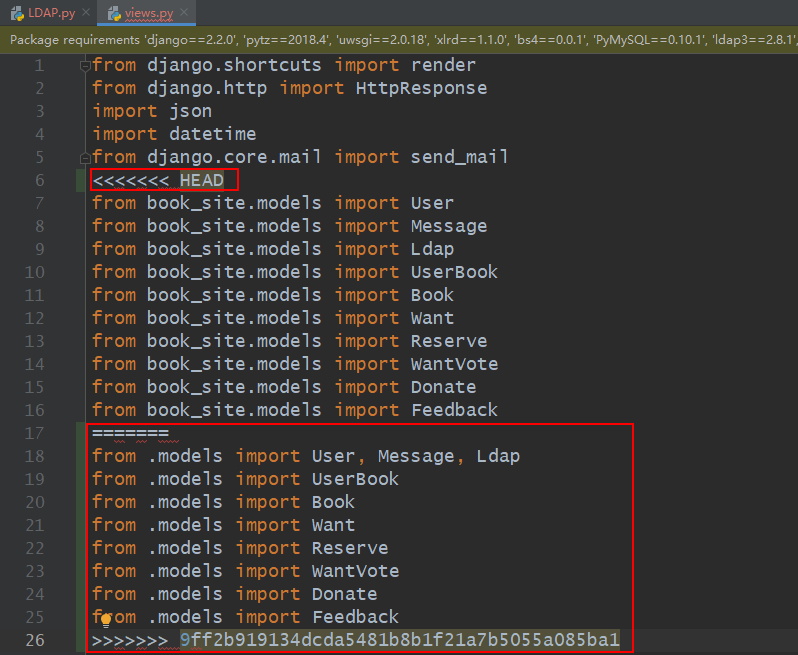 LDAP.py × views.py ×
Package requirements 'django==2.2.0', 'pytz==2018.4', 'uwsgi==2.0.18', 'xlrd==1.1.0', 'bs4==0.0.1', 'PyMySQL==0.10.1', 'ldap3==2.8.1',
1 from django.shortcuts import render
2 from django.http import HttpResponse
3 import json
4 import datetime
5 from django.core.mail import send_mail
6 <<<<<<< HEAD
7 from book_site.models import User
8 from book_site.models import Message
9 from book_site.models import Ldap
10 from book_site.models import UserBook
11 from book_site.models import Book
12 from book_site.models import Want
13 from book_site.models import Reserve
14 from book_site.models import WantVote
15 from book_site.models import Donate
16 from book_site.models import Feedback
17 =======
18 from .models import User, Message, Ldap
19 from .models import UserBook
20 from .models import Book
21 from .models import Want
22 from .models import Reserve
23 from .models import WantVote
24 from .models import Donate
25 from .models import Feedback
26 >>>>>>> 9ff2b919134dcda5481b8b1f21a7b5055a085ba1